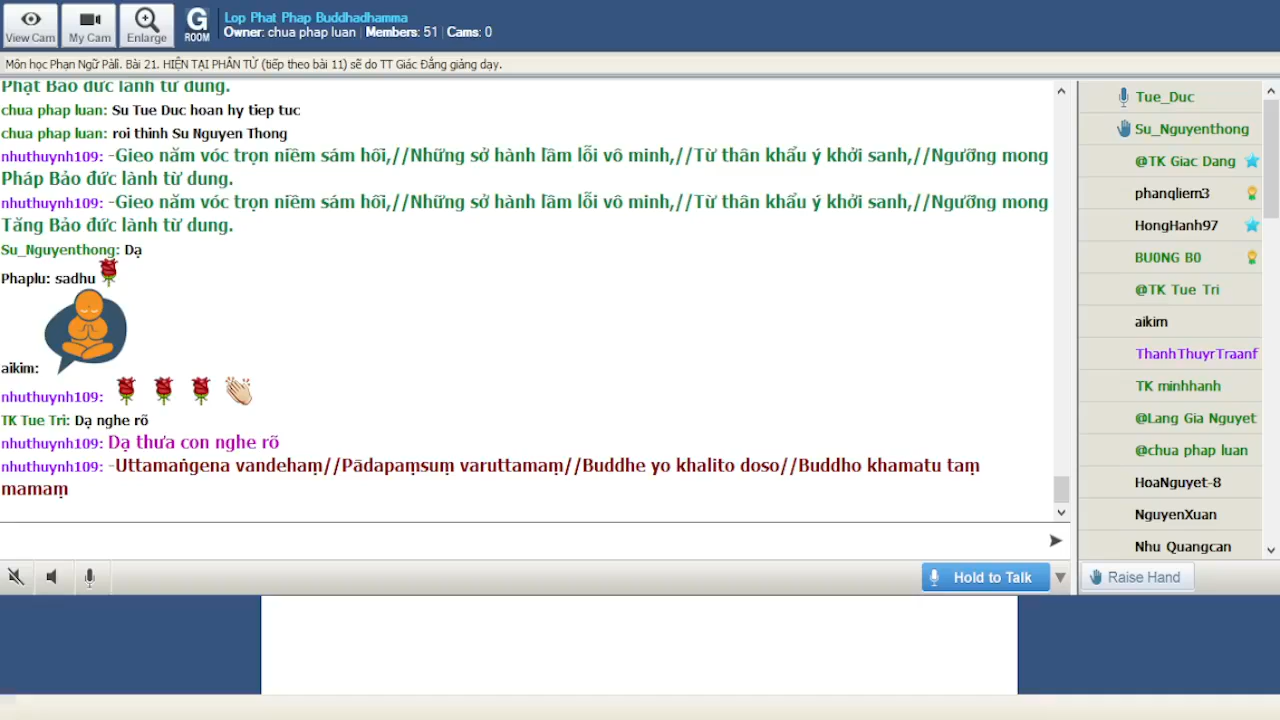 View Cam
My Cam
Enlarge
G
ROOM
Lop Phat Phap Buddhadhamma
Owner: chua phap luan | Members: 51 | Cams: 0
Môn học Phạn Ngữ Pāli. Bài 21. HIỆN TẠI PHÂN TỪ (tiếp theo bài 11) sẽ do TT Giác Đẳng giảng dạy.
Phật Bảo đức lành từ dung.
chua phap luan: Su Tue Duc hoan hy tiep tuc
chua phap luan: roi thinh Su Nguyen Thong
nhuthuynh109: -Gieo năm vóc trọn niềm sám hối,//Những sở hành lầm lỗi vô minh,//Từ thân khẩu ý khởi sanh,//Ngưỡng mong
Pháp Bảo đức lành từ dung.
nhuthuynh109: -Gieo năm vóc trọn niềm sám hối,//Những sở hành lầm lỗi vô minh,//Từ thân khẩu ý khởi sanh,//Ngưỡng mong
Tăng Bảo đức lành từ dung.
Su_Nguyenthong: Dạ
Phaplu: sadhu
aikim:
nhuthuynh109:
TK Tue Tri: Dạ nghe rõ
nhuthuynh109: Dạ thưa con nghe rõ
nhuthuynh109: -Uttamaṅgena vandehaṃ//Pādapaṃsuṃ varuttamaṃ//Buddhe yo khalito doso//Buddho khamatu taṃ
mamaṃ
Hold to Talk
Tue_Duc
Su_Nguyenthong
@TK Giac Dang
phanqliem3
HongHanh97
BU0NG B0
@TK Tue Tri
aikim
ThanhThuyrTraanf
TK minhhanh
@Lang Gia Nguyet
@chua phap luan
HoaNguyet-8
NguyenXuan
Nhu Quangcan
Raise Hand